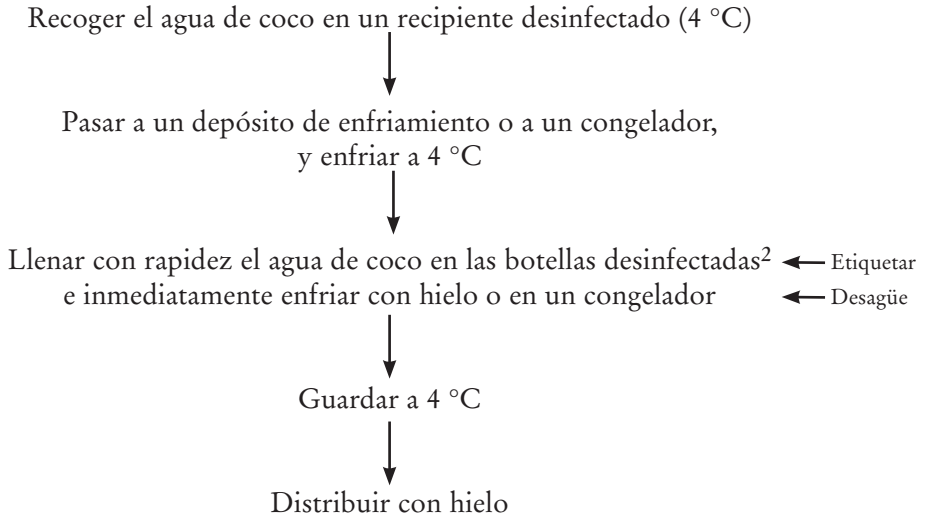 Recoger el agua de coco en un recipiente desinfectado (4 °C)
Pasar a un depósito de enfriamiento o a un congelador,
y enfriar a 4 °C
Llenar con rapidez el agua de coco en las botellas desinfectadas²
Etiquetar
e inmediatamente enfriar con hielo o en un congelador
Desagüe
Guardar a 4 °C
Distribuir con hielo